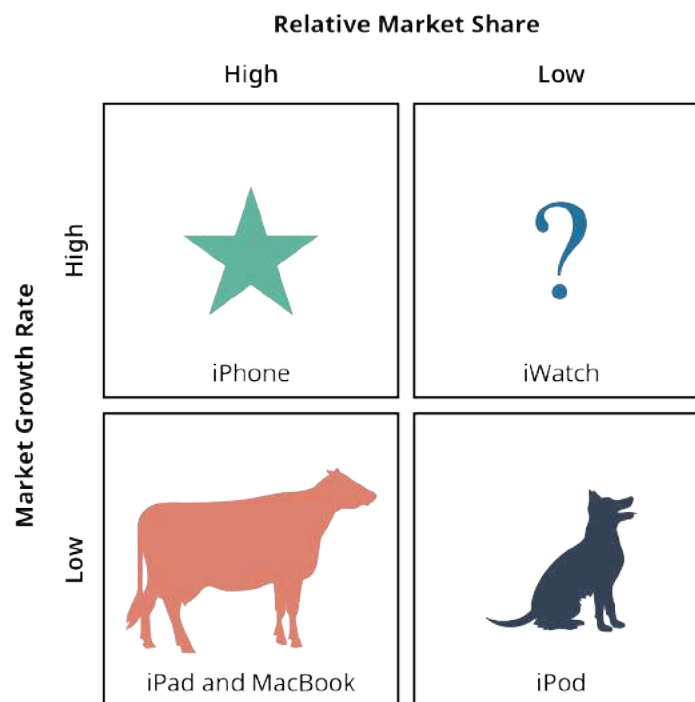 Relative Market Share
High
Low
Market Growth Rate
High
?
iPhone
iWatch
Low
iPad and MacBook
iPod